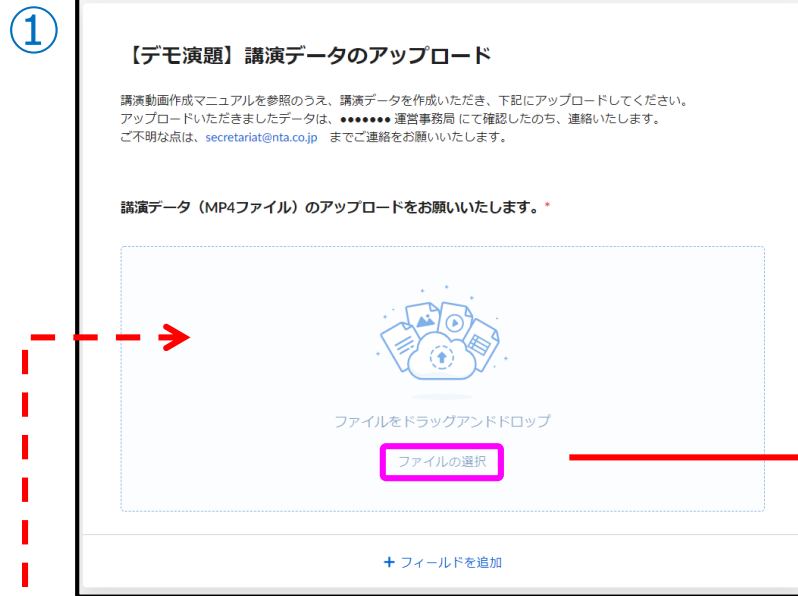 ①
【デモ演題】講演データのアップロード
講演動画作成マニュアルを参照のうえ、講演データを作成いただき、下記にアップロードしてください。
アップロードいただきましたデータは、●●●●●●● 運営事務局 にて確認したのち、連絡いたします。
ご不明な点は、secretariat@nta.co.jp　までご連絡をお願いいたします。
講演データ（MP4ファイル）のアップロードをお願いいたします。*
ファイルをドラッグアンドドロップ
ファイルの選択
+ フィールドを追加